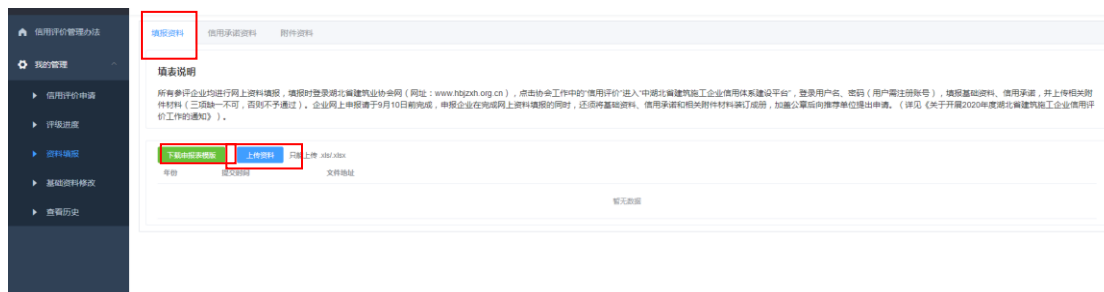 信用评价管理办法
我的管理
信用评价申请
评级进度
资料填报
基础资料修改
查看历史
填报资料 信用承诺资料 附件资料
填表说明
所有参评企业均进行网上资料填报，填报时登录湖北省建筑业协会网（网址：www.hbjzxh.org.cn），点击协会工作中的"信用评价"进入"中湖北省建筑施工企业信用体系建设平台"，登录用户名、密码（用户需注册账号），填报基础资料、信用承诺，并上传相关附
件材料（三项缺一不可，否则不予通过）。企业网上申报请于9月10日前完成，申报企业在完成网上资料填报的同时，还须将基础资料、信用承诺和相关附件材料装订成册，加盖公章后向推荐单位提出申请。（详见《关于开展2020年度湖北省建筑施工企业信用评
价工作的通知》）。
下载申报表模版 上传资料 只能上传 .xls/.xlsx
年份 提交时间 文件地址
暂无数据